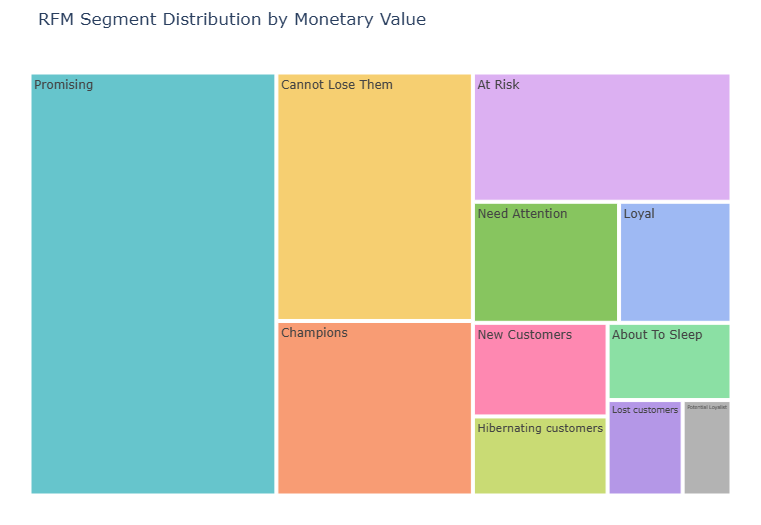 RFM Segment Distribution by Monetary Value
Promising
Cannot Lose Them
At Risk
Need Attention
Loyal
Champions
New Customers
About To Sleep
Hibernating customers
Lost customers
Potential Loyalist